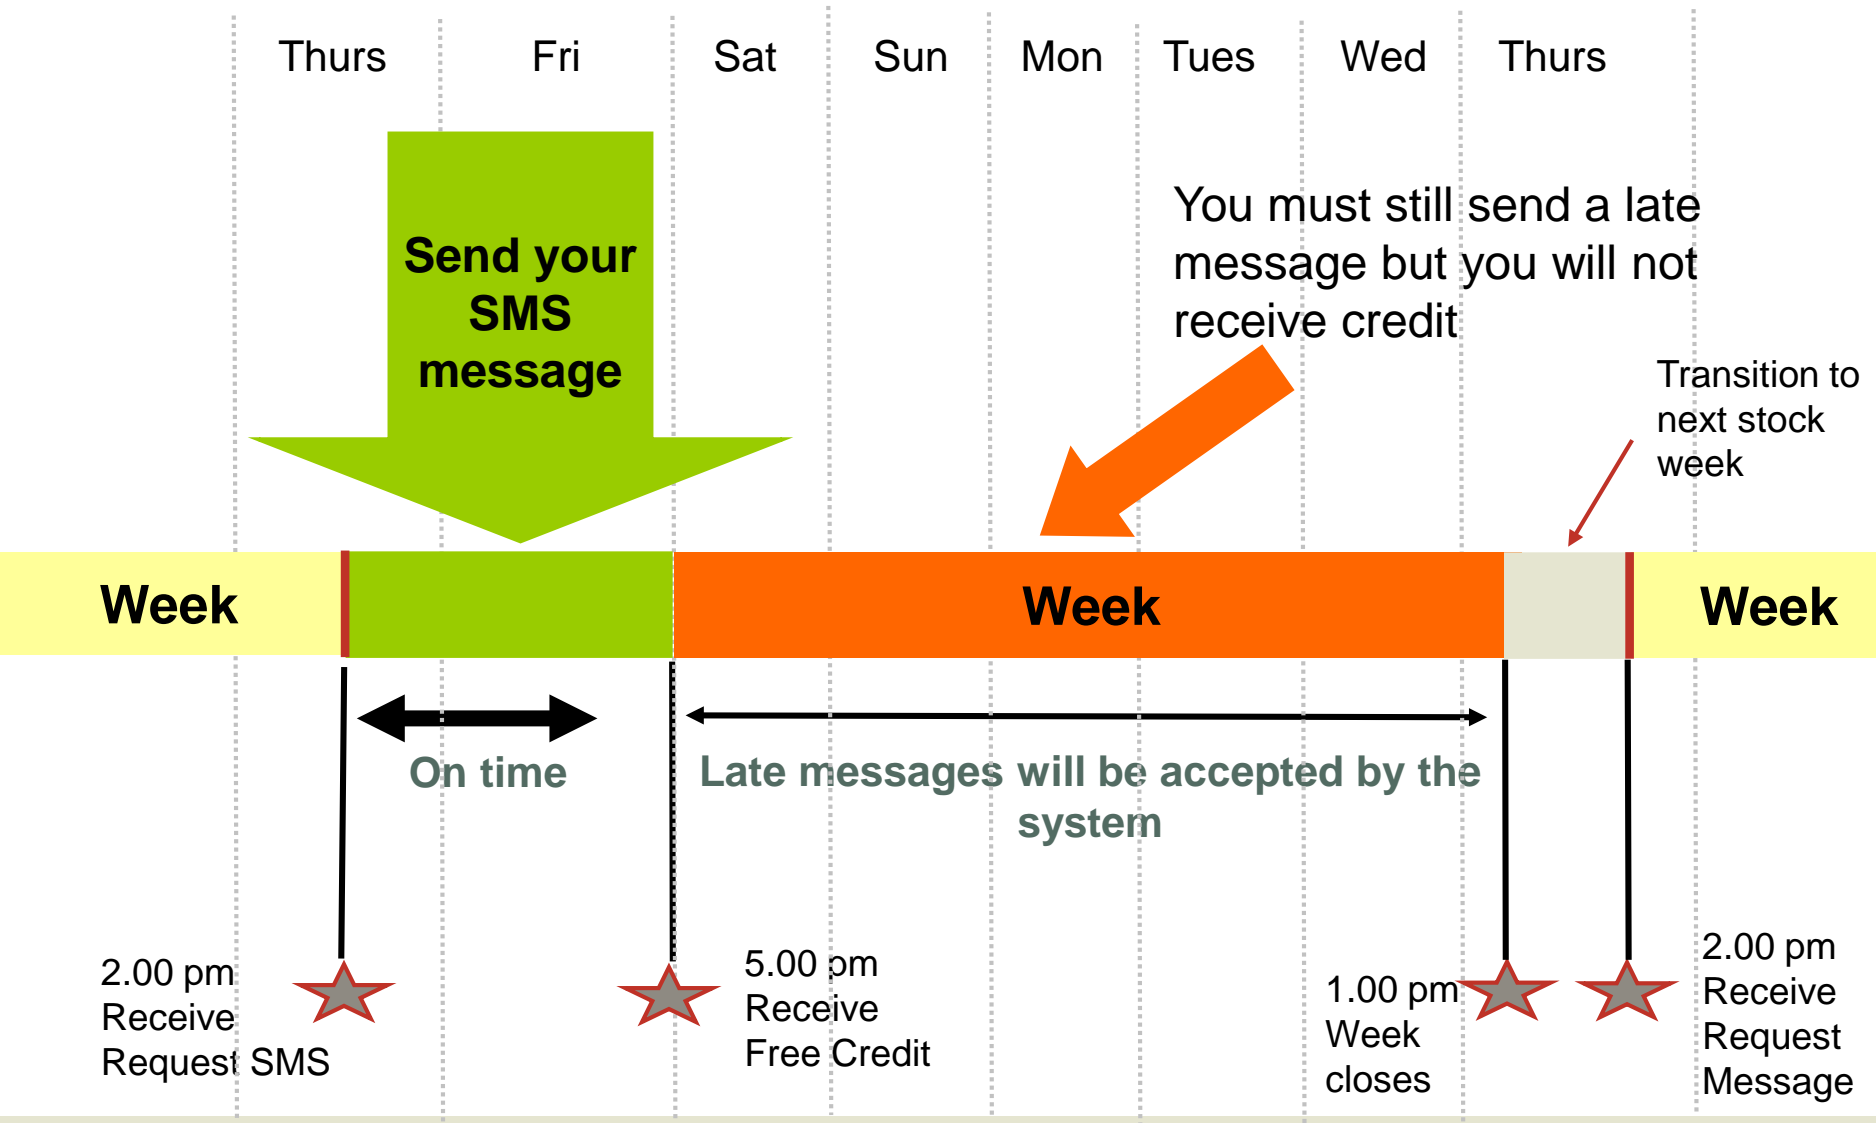 Thurs
Fri
Sat
Sun
Mon
Tues
Wed
Thurs
Send your
SMS
message
You must still send a late
message but you will not
receive credit
Transition to
next stock
week
Week
Week
Week
On time
Late messages will be accepted by the
system
2.00 pm
Receive
Request SMS
5.00 pm
Receive
Free Credit
1.00 pm
Week
closes
2.00 pm
Receive
Request
Message